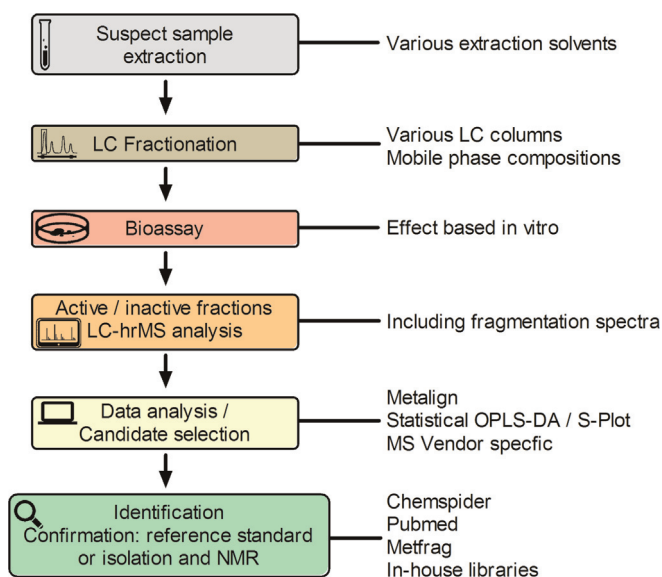 Suspect sample
extraction
Various extraction solvents
LC Fractionation
Various LC columns
Mobile phase compositions
Bioassay
Effect based in vitro
Active / inactive fractions
LC-hrMS analysis
Including fragmentation spectra
Data analysis /
Candidate selection
Metalign
Statistical OPLS-DA / S-Plot
MS Vendor specfic
Identification
Confirmation: reference standard
or isolation and NMR
Chemspider
Pubmed
Metfrag
In-house libraries